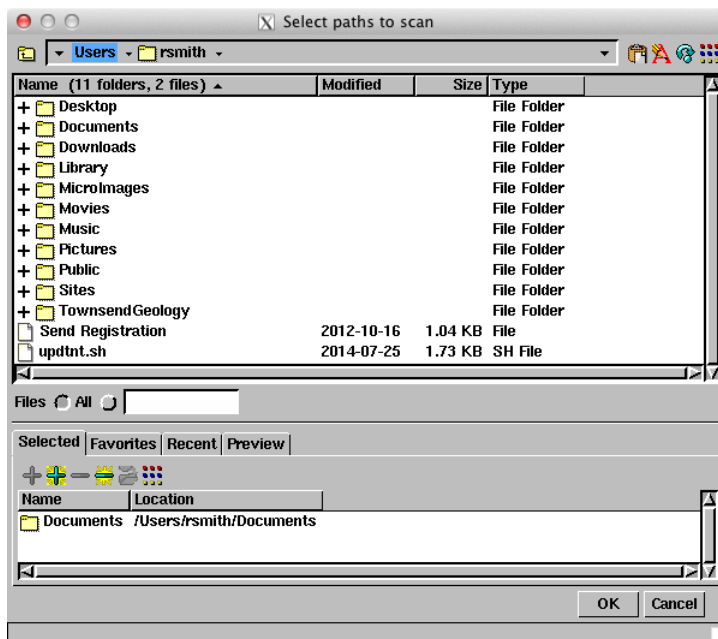 Select paths to scan
Users rsmith
Name (11 folders, 2 files) Modified Size Type
Desktop File Folder
Documents File Folder
Downloads File Folder
Library File Folder
MicroImages File Folder
Movies File Folder
Music File Folder
Pictures File Folder
Public File Folder
Sites File Folder
TownsendGeology File Folder
Send Registration 2012-10-16 1.04 KB File
updtnt.sh 2014-07-25 1.73 KB SH File
Files All
Selected Favorites Recent Preview
Name Location
Documents /Users/rsmith/Documents
OK Cancel